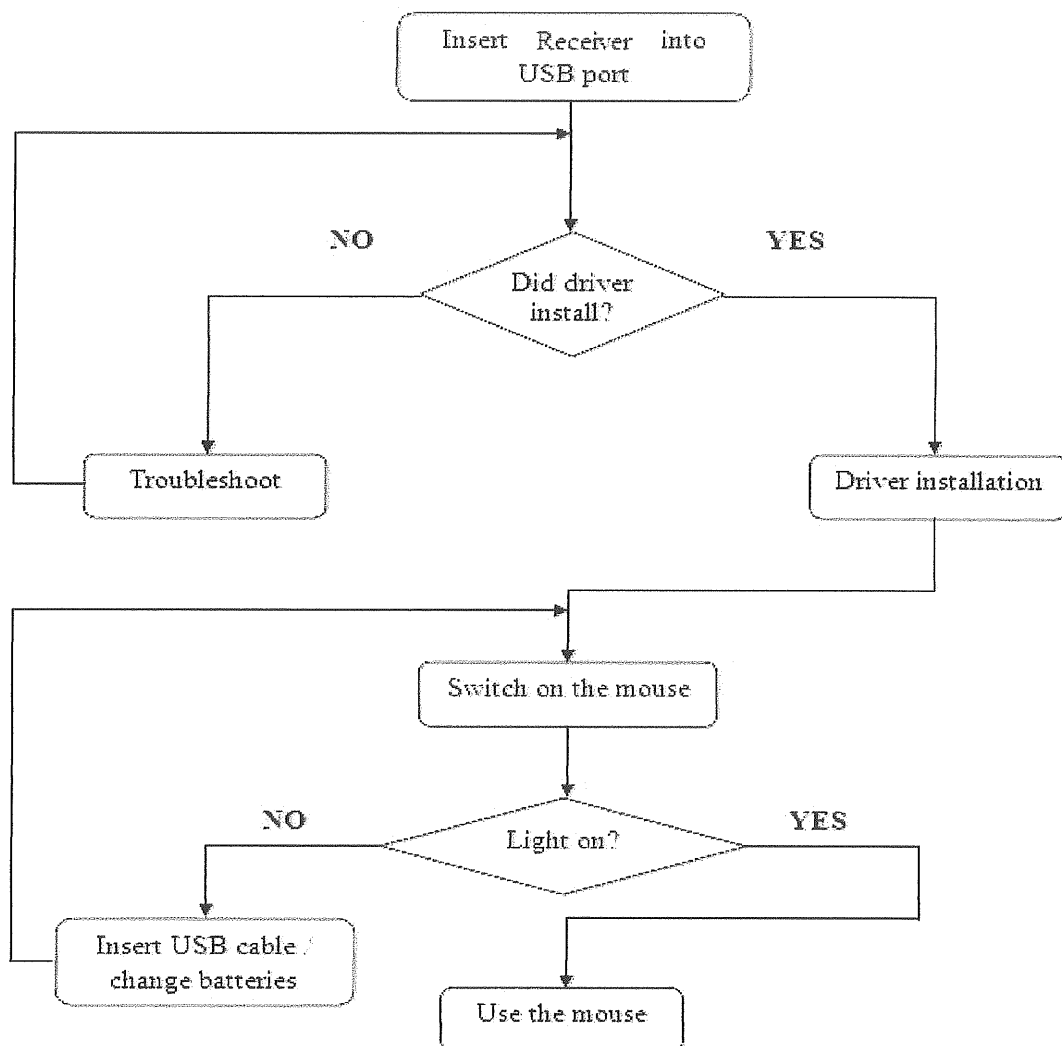 Insert Receiver into
USB port
NO
YES
Did driver
install?
Troubleshoot
Driver installation
Switch on the mouse
NO
YES
Light on?
Insert USB cable /
change batteries
Use the mouse